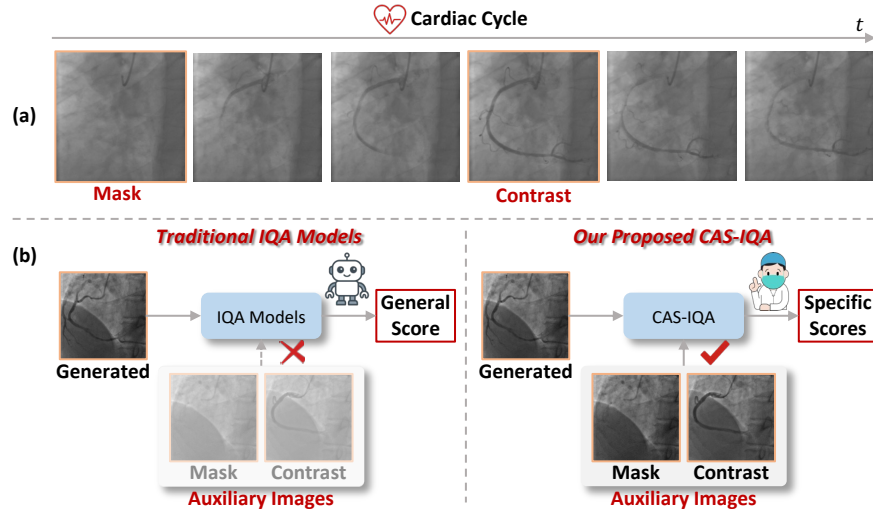 Cardiac Cycle
t
(a)
Mask
Contrast
(b)
Traditional IQA Models
IQA Models
General
Score
Generated
Mask Contrast
Auxiliary Images
Our Proposed CAS-IQA
CAS-IQA
Specific
Scores
Generated
Mask Contrast
Auxiliary Images